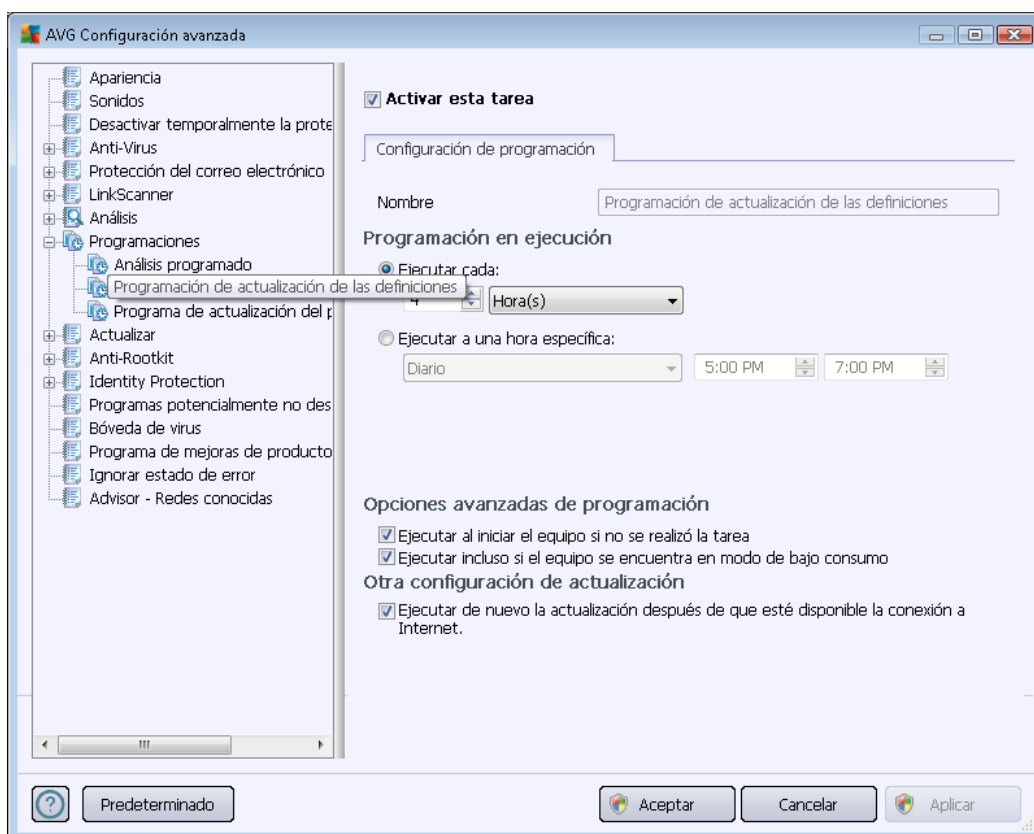 AVG Configuración avanzada
Apariencia
Sonidos
Desactivar temporalmente la prote
Anti-Virus
Protección del correo electrónico
LinkScanner
Análisis
Programaciones
Análisis programado
Programación de actualización de las definiciones
Programa de actualización del p
Actualizar
Anti-Rootkit
Identity Protection
Programas potencialmente no des
Bóveda de virus
Programa de mejoras de producto
Ignorar estado de error
Advisor - Redes conocidas
Activar esta tarea
Configuración de programación
Nombre
Programación de actualización de las definiciones
Programación en ejecución
Ejecutar cada:
4
Hora(s)
Ejecutar a una hora específica:
Diario
5:00 PM
7:00 PM
Opciones avanzadas de programación
Ejecutar al iniciar el equipo si no se realizó la tarea
Ejecutar incluso si el equipo se encuentra en modo de bajo consumo
Otra configuración de actualización
Ejecutar de nuevo la actualización después de que esté disponible la conexión a
Internet.
?
Predeterminado
Aceptar
Cancelar
Aplicar